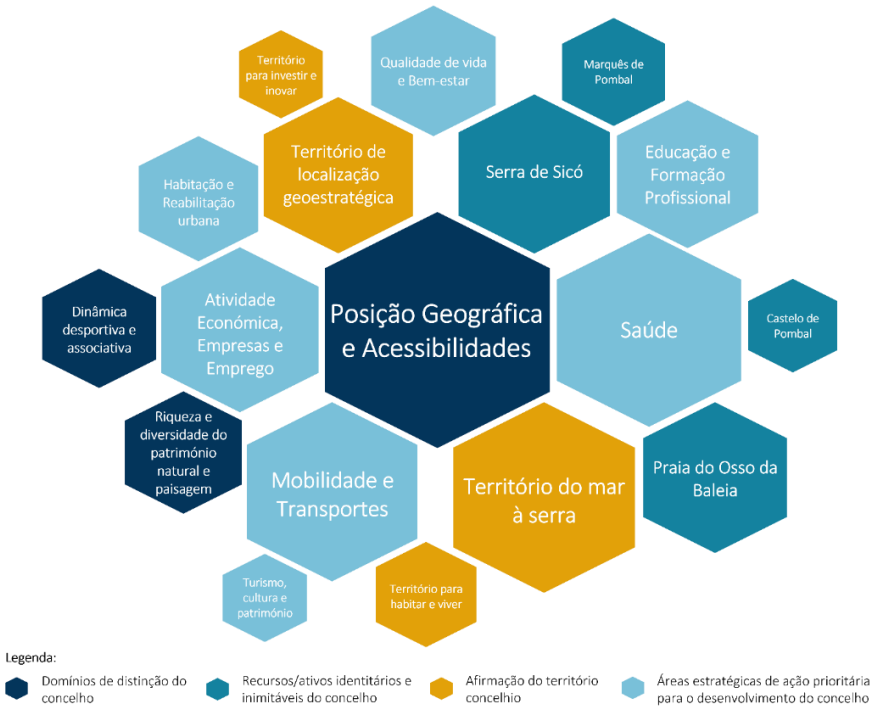 Território
para investir e
inovar
Qualidade de vida
e Bem-estar
Marquês de
Pombal
Território de
localização
geoestratégica
Serra de Sicó
Educação e
Formação
Profissional
Habitação e
Reabilitação
urbana
Dinâmica
desportiva e
associativa
Atividade
Económica,
Empresas e
Emprego
Posição Geográfica
e Acessibilidades
Saúde
Castelo de
Pombal
Riqueza e
diversidade do
património
natural e
paisagem
Mobilidade e
Transportes
Território do mar
à serra
Praia do Osso da
Baleia
Turismo,
cultura e
património
Território para
habitar e viver
Legenda:
Domínios de distinção do
concelho
Recursos/ativos identitários e
inimitáveis do concelho
Afirmação do território
concelhio
Áreas estratégicas de ação prioritária
para o desenvolvimento do concelho